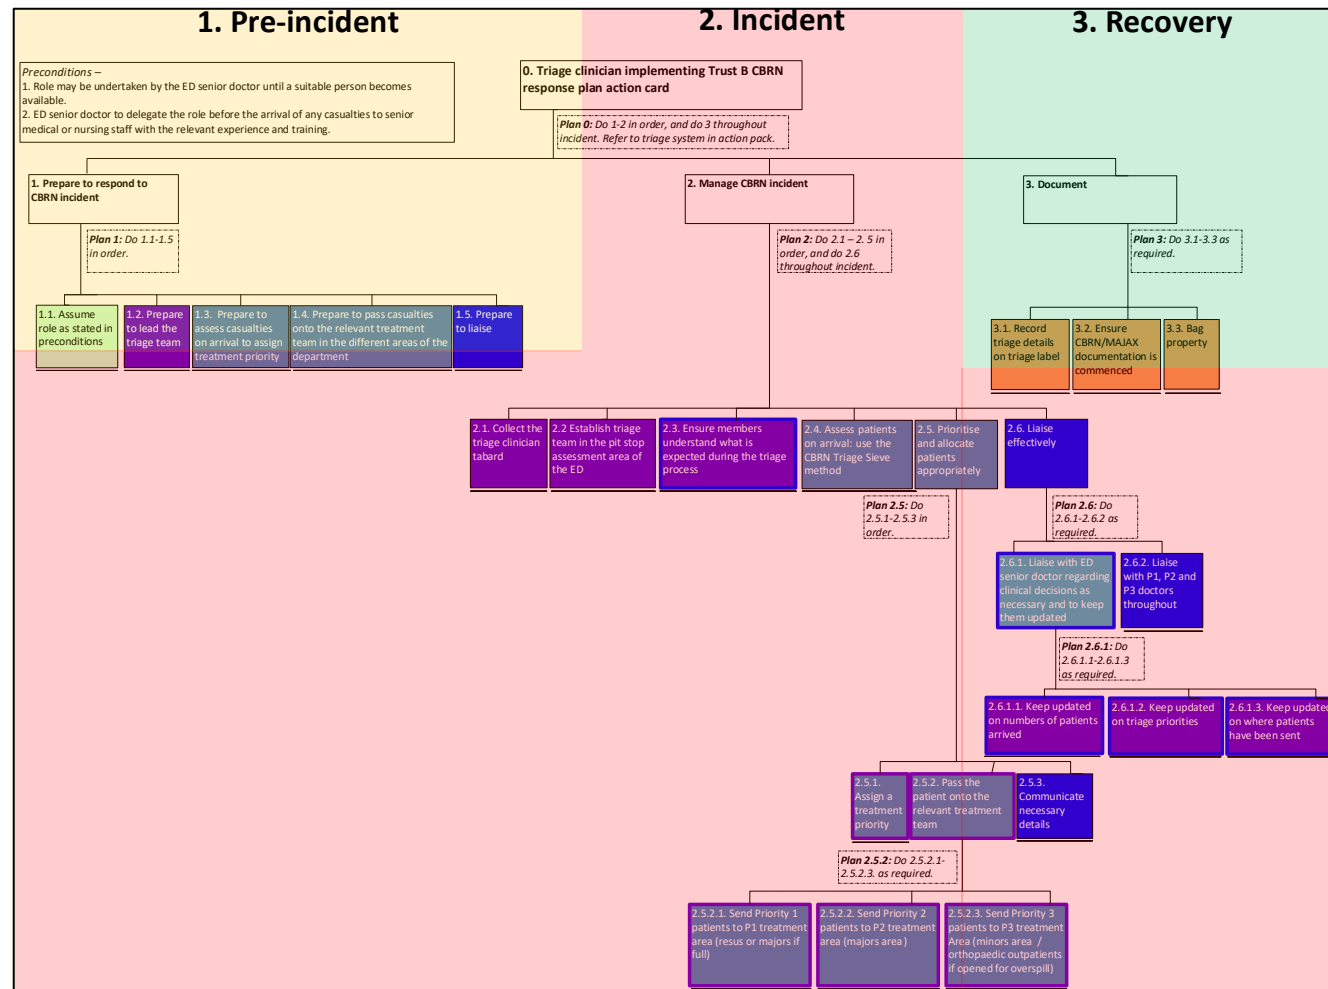 1. Pre-incident
2. Incident
3. Recovery
Preconditions –
1. Role may be undertaken by the ED senior doctor until a suitable person becomes
available.
2. ED senior doctor to delegate the role before the arrival of any casualties to senior
medical or nursing staff with the relevant experience and training.
0. Triage clinician implementing Trust B CBRN
response plan action card
Plan 0: Do 1-2 in order, and do 3 throughout
incident. Refer to triage system in action pack.
1. Prepare to respond to
CBRN incident
2. Manage CBRN incident
3. Document
Plan 1: Do 1.1-1.5
in order.
Plan 2: Do 2.1 – 2. 5 in
order, and do 2.6
throughout incident.
Plan 3: Do 3.1-3.3 as
required.
1.1. Assume
role as stated in
preconditions
1.2. Prepare
to lead the
triage team
1.3. Prepare to
assess casualties
on arrival to assign
treatment priority
1.4. Prepare to pass casualties
onto the relevant treatment
team in the different areas of the
department
1.5. Prepare
to liaise
3.1. Record
triage details
on triage label
3.2. Ensure
CBRN/MAJAX
documentation is
commenced
3.3. Bag
property
2.1. Collect the
triage clinician
tabard
2.2 Establish triage
team in the pit stop
assessment area of
the ED
2.3. Ensure members
understand what is
expected during the triage
process
2.4. Assess patients
on arrival: use the
CBRN Triage Sieve
method
2.5. Prioritise
and allocate
patients
appropriately
2.6. Liaise
effectively
Plan 2.5: Do
2.5.1-2.5.3 in
order.
Plan 2.6: Do
2.6.1-2.6.2 as
required.
2.6.1. Liaise with ED
senior doctor regarding
clinical decisions as
necessary and to keep
them updated
2.6.2. Liaise
with P1, P2 and
P3 doctors
throughout
Plan 2.6.1: Do
2.6.1.1-2.6.1.3
as required.
2.6.1.1. Keep updated
on numbers of patients
arrived
2.6.1.2. Keep updated
on triage priorities
2.6.1.3. Keep updated
on where patients
have been sent
2.5.1.
Assign a
treatment
priority
2.5.2. Pass the
patient onto the
relevant treatment
team
2.5.3.
Communicate
necessary
details
Plan 2.5.2: Do 2.5.2.1-
2.5.2.3. as required.
2.5.2.1. Send Priority 1
patients to P1 treatment
area (resus or majors if
full)
2.5.2.2. Send Priority 2
patients to P2 treatment
area (majors area )
2.5.2.3. Send Priority 3
patients to P3 treatment
Area (minors area /
orthopaedic outpatients
if opened for overspill)